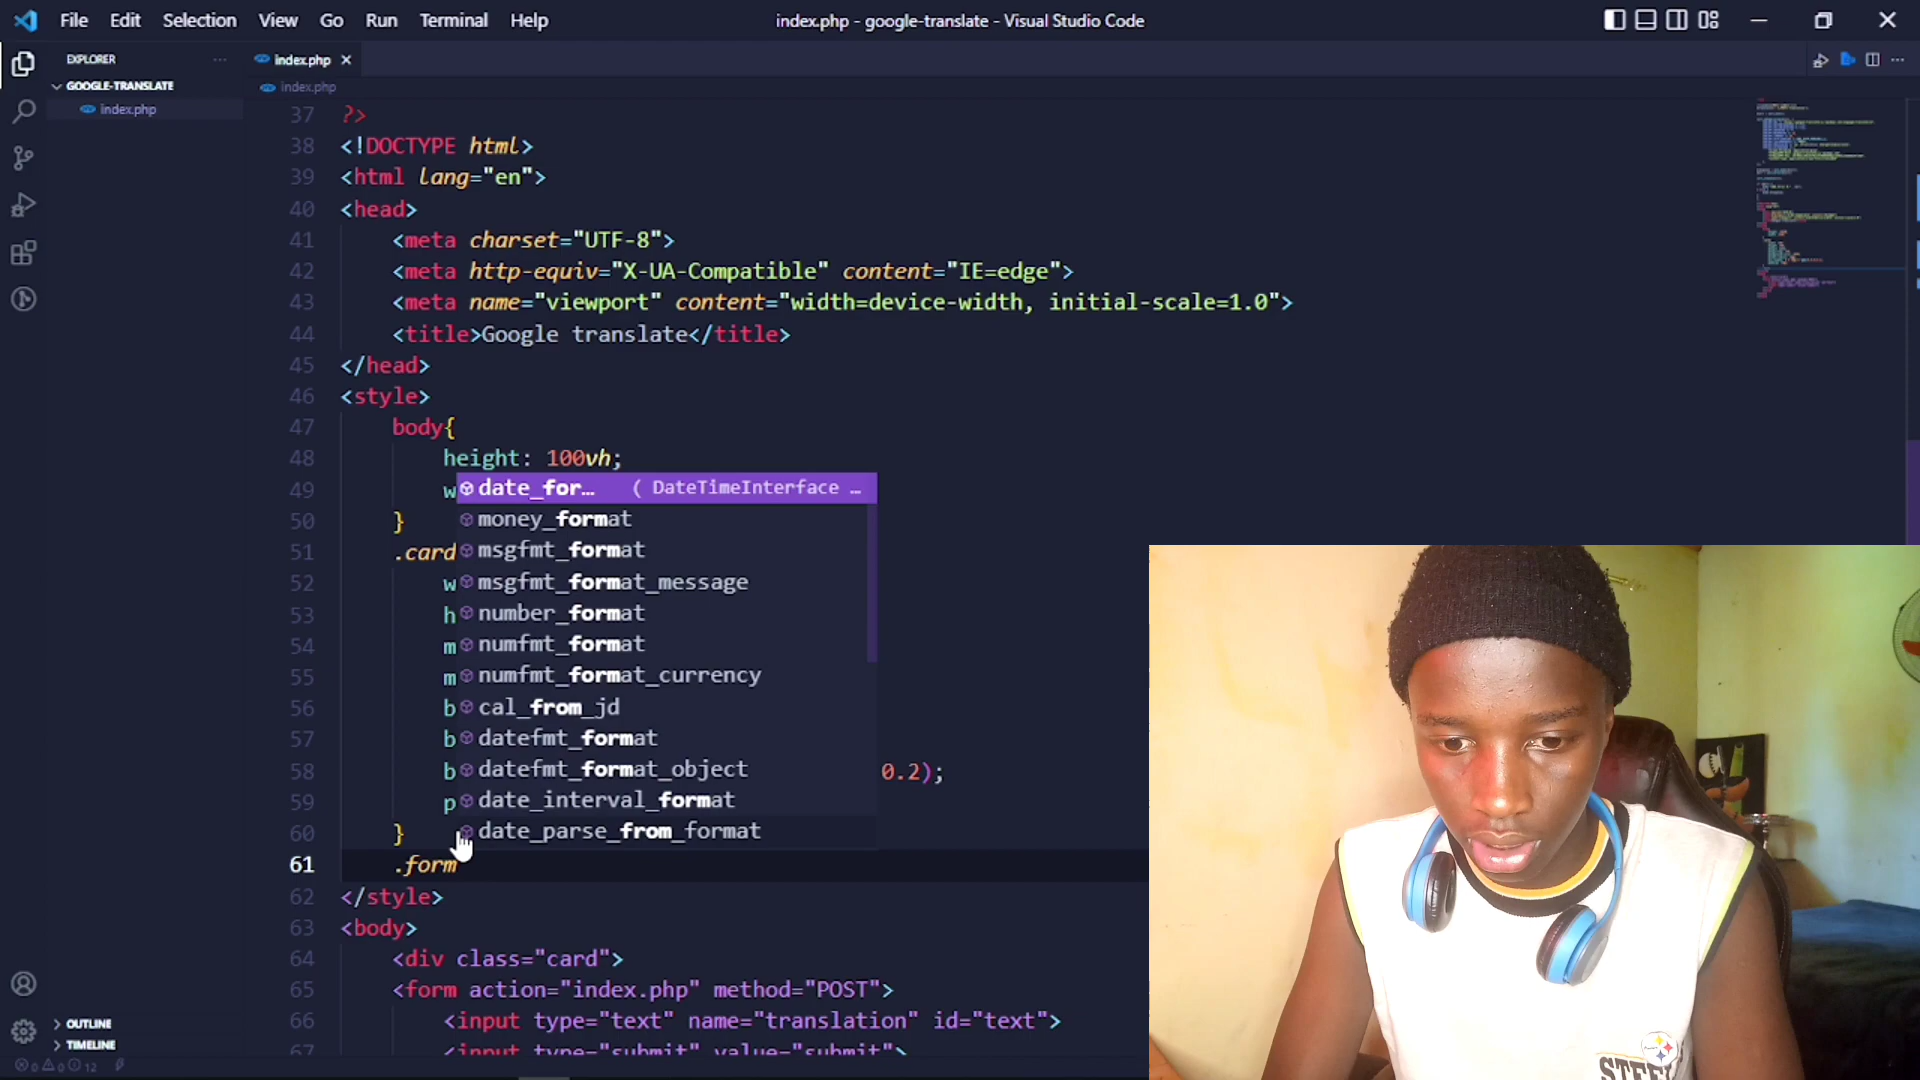 File Edit Selection View Go Run Terminal Help
index.php - google-translate - Visual Studio Code
EXPLORER
GOOGLE-TRANSLATE
index.php
index.php
index.php
37 ?>
38 <!DOCTYPE html>
39 <html lang="en">
40 <head>
41 <meta charset="UTF-8">
42 <meta http-equiv="X-UA-Compatible" content="IE=edge">
43 <meta name="viewport" content="width=device-width, initial-scale=1.0">
44 <title>Google translate</title>
45 </head>
46 <style>
47 body{
48 height: 100vh;
49 w
date_for... ( DateTimeInterface …
50 }
money_format
51 .card
msgfmt_format
52 w
msgfmt_format_message
53 h
number_format
54 m
numfmt_format
55 m
numfmt_format_currency
56 b
cal_from_jd
57 b
datefmt_format
58 b
datefmt_format_object
0.2);
59 p
date_interval_format
60 }
date_parse_from_format
61 .form
62 </style>
63 <body>
64 <div class="card">
65 <form action="index.php" method="POST">
66 <input type="text" name="translation" id="text">
67 <input type="submit" value="submit">
OUTLINE
TIMELINE
0 0 12
STEEL